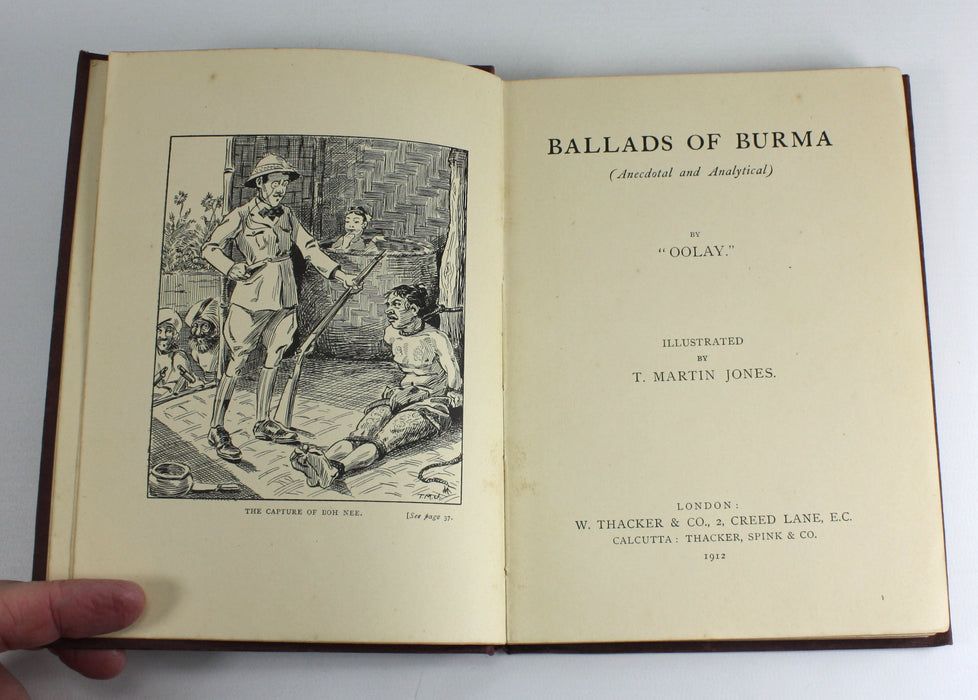 T.M.J.
THE CAPTURE OF BOH NEE.
[See page 37.
BALLADS OF BURMA
(Anecdotal and Analytical)
BY
“OOLAY.”
ILLUSTRATED
BY
T. MARTIN JONES.
LONDON:
W. THACKER & CO., 2, CREED LANE, E.C.
CALCUTTA: THACKER, SPINK & CO.
1912